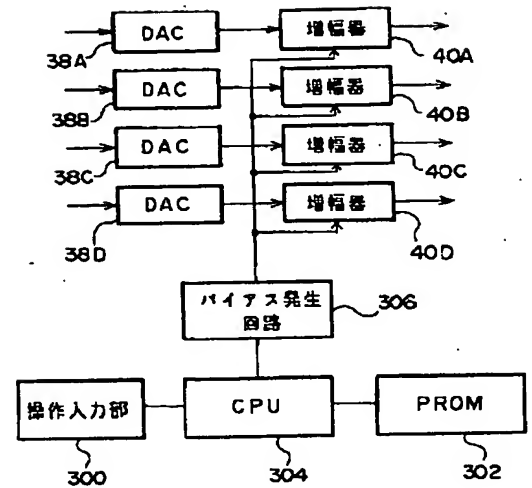 DAC
増幅器
38A
40A
DAC
増幅器
38B
40B
DAC
増幅器
38C
40C
DAC
増幅器
38D
40D
バイアス発生
回路
306
操作入力部
CPU
PROM
300
304
302